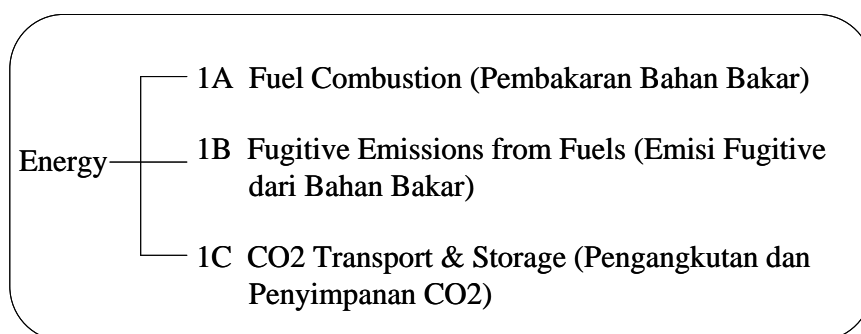 1A Fuel Combustion (Pembakaran Bahan Bakar)
Energy
1B Fugitive Emissions from Fuels (Emisi Fugitive
dari Bahan Bakar)
1C CO2 Transport & Storage (Pengangkutan dan
Penyimpanan CO2)